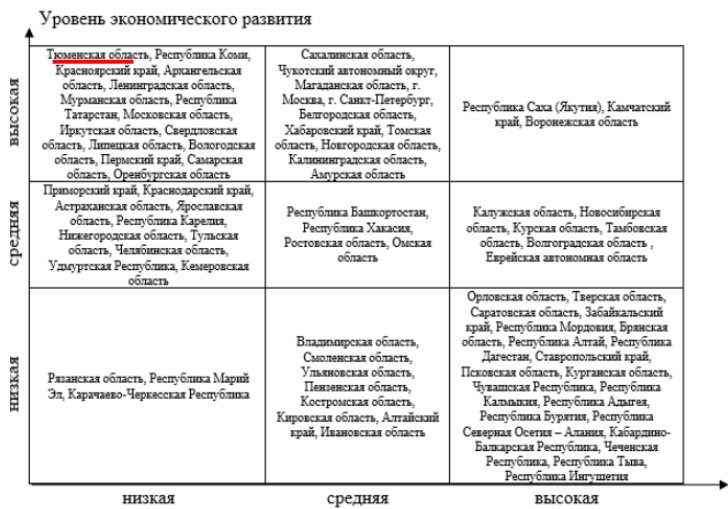 Уровень экономического развития
высокая
Тюменская область, Республика Коми,
Красноярский край, Архангельская
область, Ленинградская область,
Мурманская область, Республика
Татарстан, Московская область,
Иркутская область, Свердловская
область, Липецкая область, Вологодская
область, Пермский край, Самарская
область, Оренбургская область
Сахалинская область,
Чукотский автономный округ,
Магаданская область, г.
Москва, г. Санкт-Петербург,
Белгородская область,
Хабаровский край, Томская
область, Новгородская область,
Калининградская область,
Амурская область
Республика Саха (Якутия), Камчатский
край, Воронежская область
средняя
Приморский край, Краснодарский край,
Астраханская область, Ярославская
область, Республика Карелия,
Нижегородская область, Тульская
область, Челябинская область,
Удмуртская Республика, Кемеровская
область
Республика Башкортостан,
Республика Хакасия,
Ростовская область, Омская
область
Калужская область, Новосибирская
область, Курская область, Тамбовская
область, Волгоградская область ,
Еврейская автономная область
низкая
Рязанская область, Республика Марий
Эл, Карачаево-Черкесская Республика
Владимирская область,
Смоленская область,
Ульяновская область,
Пензенская область,
Костромская область,
Кировская область, Алтайский
край, Ивановская область
Орловская область, Тверская область,
Саратовская область, Забайкальский
край, Республика Мордовия, Брянская
область, Республика Алтай, Республика
Дагестан, Ставропольский край,
Псковская область, Курганская область,
Чувашская Республика, Республика
Калмыкия, Республика Адыгея,
Республика Бурятия, Республика
Северная Осетия – Алания, Кабардино-
Балкарская Республика, Чеченская
Республика, Республика Тыва,
Республика Ингушетия
низкая
средняя
высокая